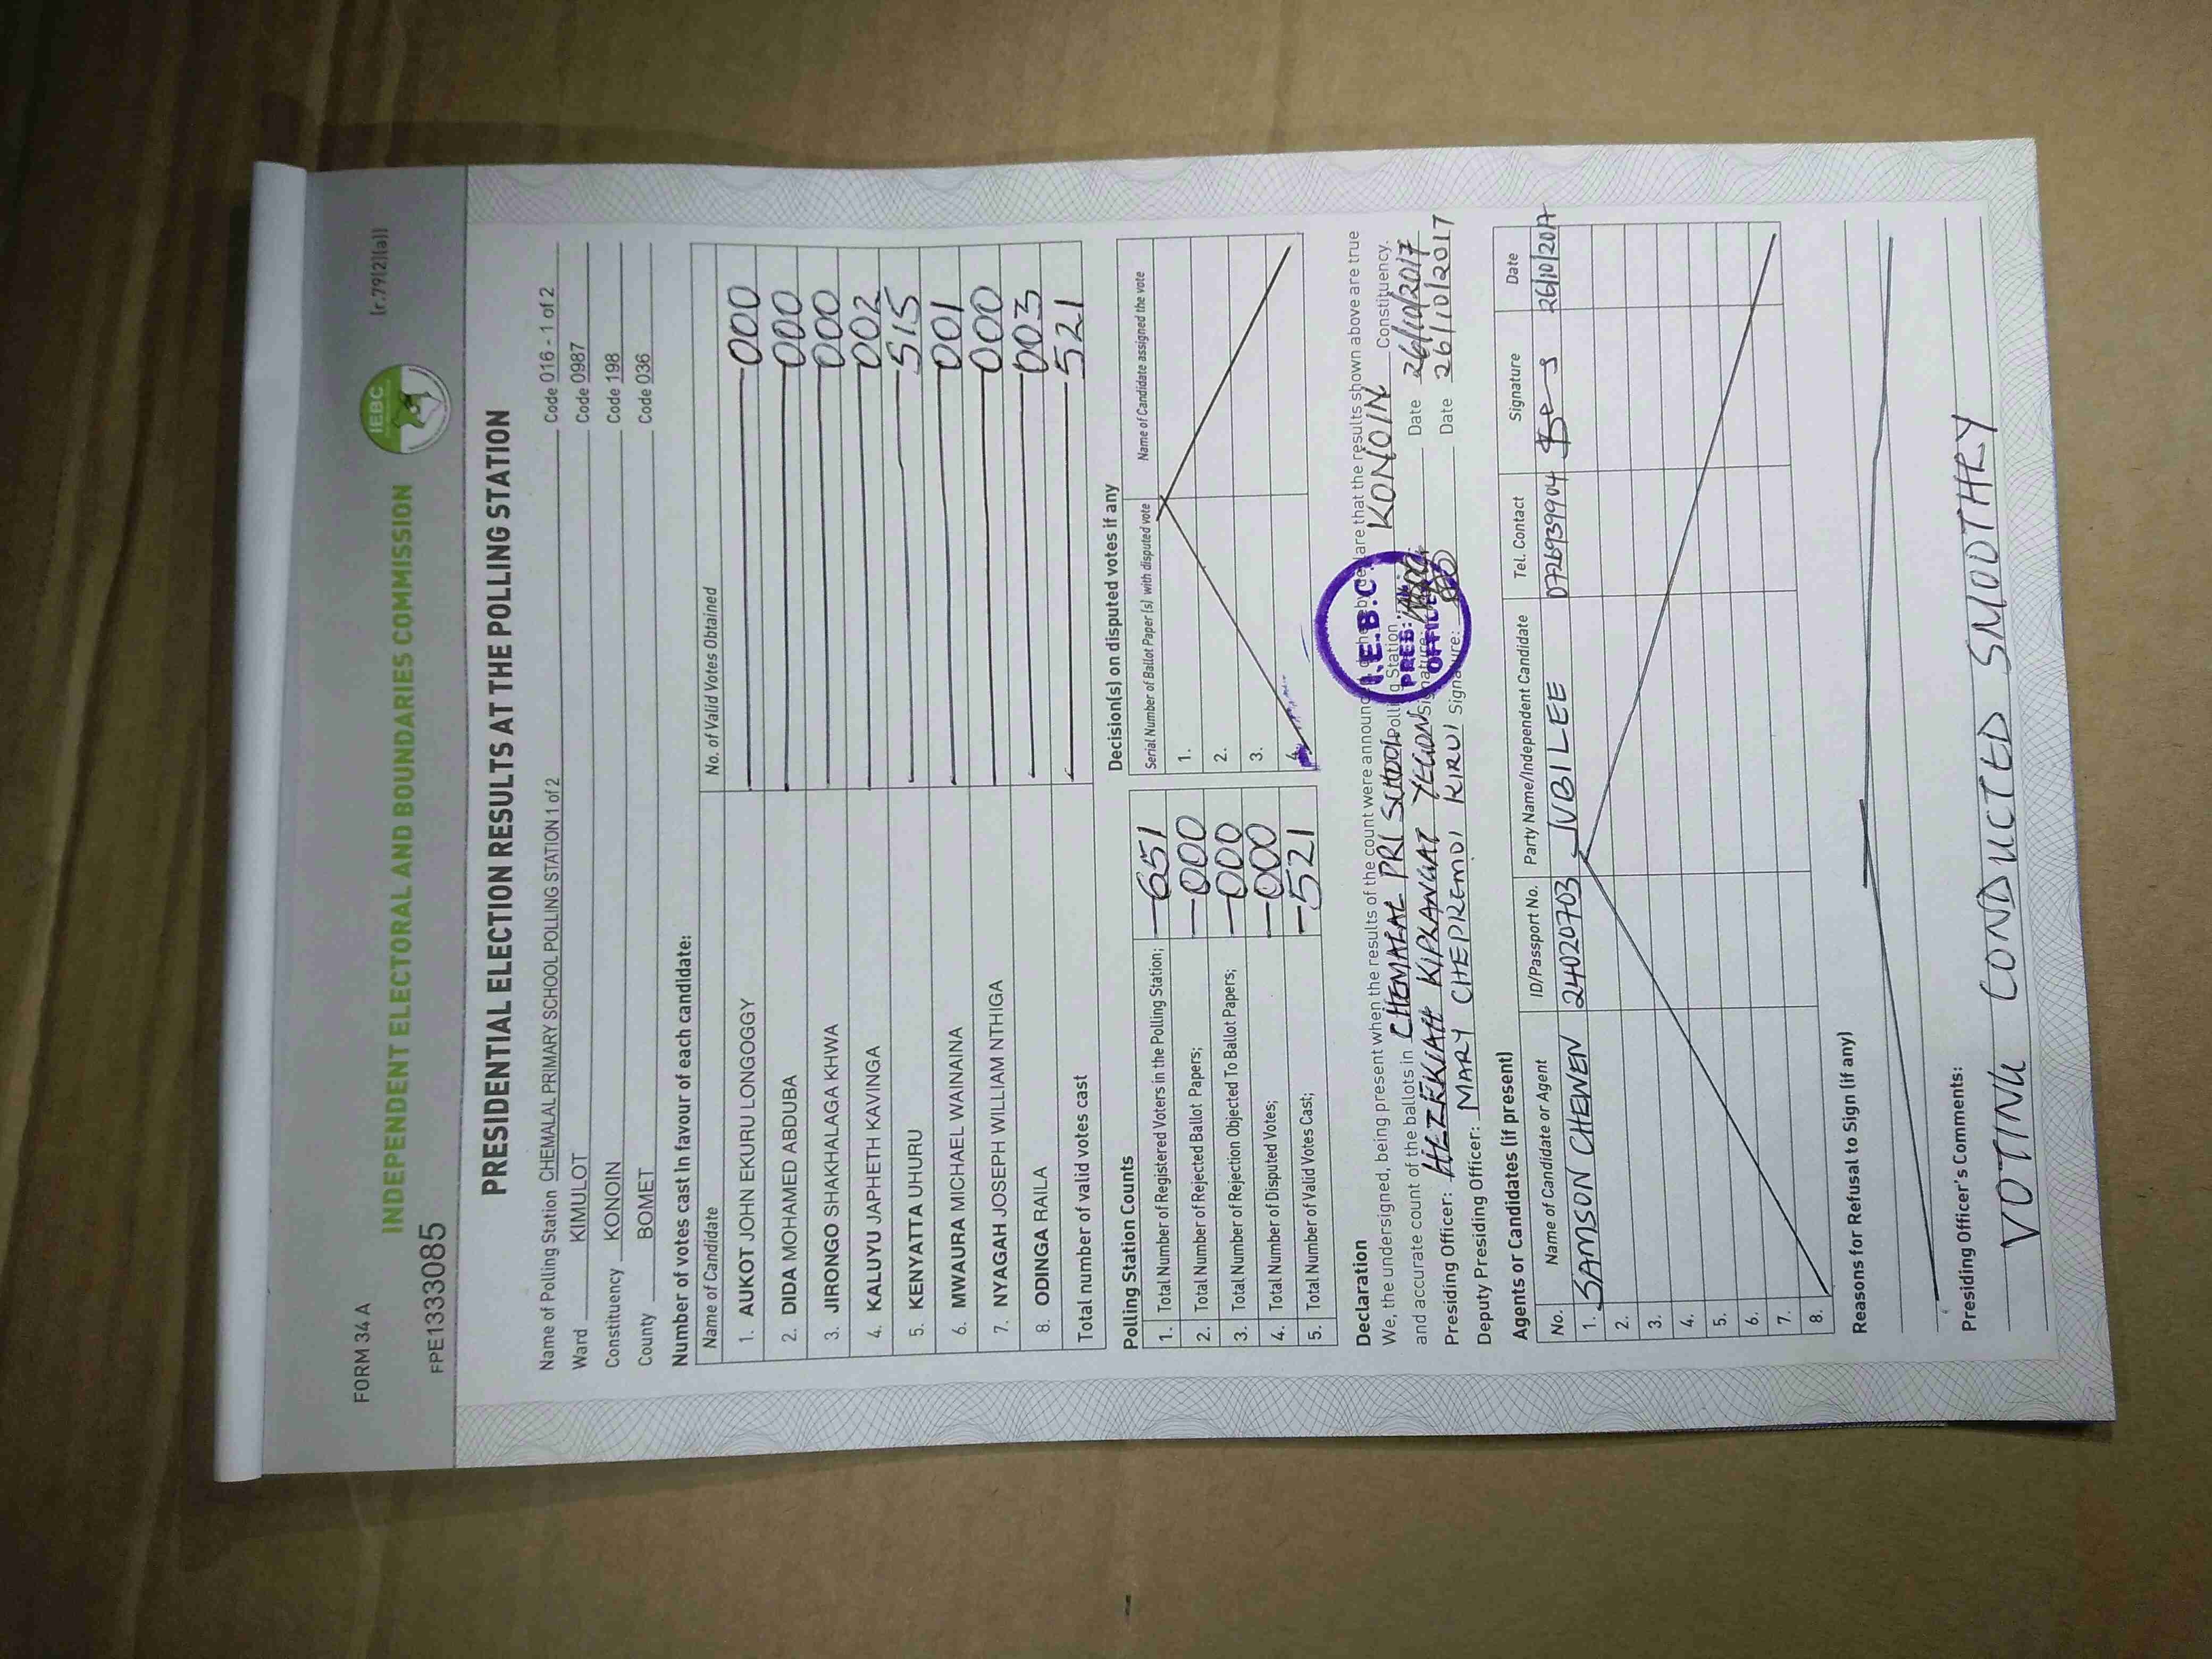 FORM 34 A
[r.79(2)(a)]
INDEPENDENT ELECTORAL AND BOUNDARIES COMMISSION
IEBC
FPE1333085
PRESIDENTIAL ELECTION RESULTS AT THE POLLING STATION
Name of Polling Station CHEMALAL PRIMARY SCHOOL POLLING STATION 1 of 2 Code 016 - 1 of 2
Ward KIMULOT Code 0987
Constituency KONOIN Code 198
County BOMET Code 036
Number of votes cast In favour of each candidate:
Name of Candidate No. of Valid Votes Obtained
1. AUKOT JOHN EKURU LONGOGGY 000
2. DIDA MOHAMED ABDUBA 000
3. JIRONGO SHAKHALAGA KHWA 000
4. KALUYU JAPHETH KAVINGA 002
5. KENYATTA UHURU 515
6. MWAURA MICHAEL WAINAINA 001
7. NYAGAH JOSEPH WILLIAM NTHIGA 000
8. ODINGA RAILA 003
Total number of valid votes cast 521
Polling Station Counts
1. Total Number of Registered Voters in the Polling Station; 651
2. Total Number of Rejected Ballot Papers; 000
3. Total Number of Rejection Objected To Ballot Papers; 000
4. Total Number of Disputed Votes; 000
5. Total Number of Valid Votes Cast; 521
Decision(s) on disputed votes if any
Serial Number of Ballot Paper (s) with disputed vote Name of Candidate assigned the vote
1.
2.
3.
4.
Declaration
We, the undersigned, being present when the results of the count were announced, do hereby declare that the results shown above are true
and accurate count of the ballots in CHEMALAL PRI SCHOOL Polling Station KONOIN Constituency.
Presiding Officer: HEZEKIAH KIPLANGAT YEGON Signature: Date 26/10/2017
Deputy Presiding Officer: MARY CHEPKEMOI KIRUI Signature: Date 26/10/2017
I.E.B.C
PRES:
OFFICER
Agents or Candidates (if present)
No. Name of Candidate or Agent ID/Passport No. Party Name/Independent Candidate Tel. Contact Signature Date
1. SAMSON CHEWEN 24020703 JUBILEE 0726939904 26/10/2017
2.
3.
4.
5.
6.
7.
8.
Reasons for Refusal to Sign (if any)
Presiding Officer's Comments:
VOTING CONDUCTED SMOOTHRY